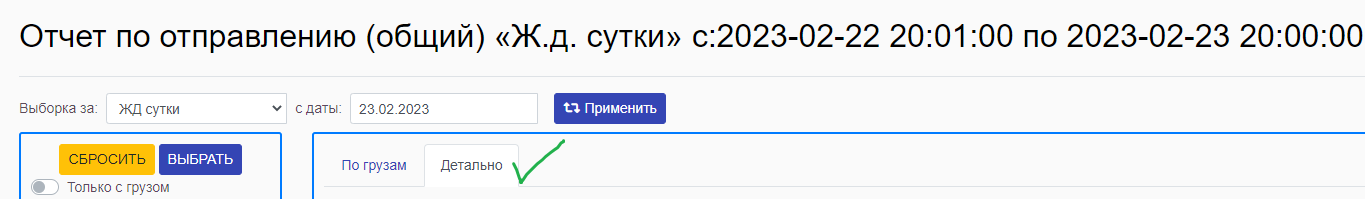 Отчет по отправлению (общий) «Ж.д. сутки» с:2023-02-22 20:01:00 по 2023-02-23 20:00:00
Выборка за: ЖД сутки с даты: 23.02.2023 Применить
СБРОСИТЬ ВЫБРАТЬ По грузам Детально
Только с грузом